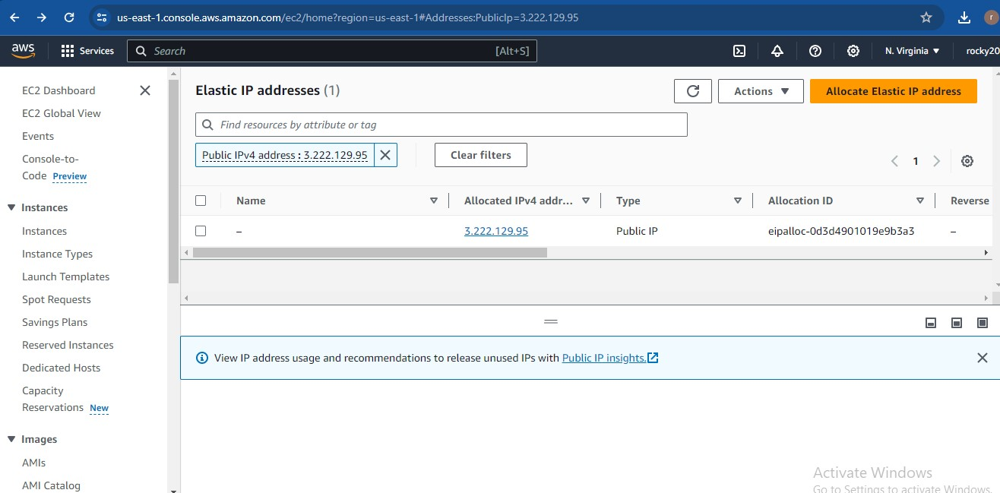 us-east-1.console.aws.amazon.com/ec2/home?region=us-east-1#Addresses:PublicIp=3.222.129.95
r
aws
Services
Search
[Alt+S]
N. Virginia
rocky20
EC2 Dashboard
EC2 Global View
Events
Console-to-
Code Preview
Instances
Instances
Instance Types
Launch Templates
Spot Requests
Savings Plans
Reserved Instances
Dedicated Hosts
Capacity
Reservations New
Images
AMIs
AMI Catalog
Elastic IP addresses (1)
Actions
Allocate Elastic IP address
Find resources by attribute or tag
Public IPv4 address : 3.222.129.95
Clear filters
1
Name Allocated IPv4 addr... Type Allocation ID Reverse
– 3.222.129.95 Public IP eipalloc-0d3d4901019e9b3a3 –
View IP address usage and recommendations to release unused IPs with Public IP insights.
Activate Windows
Go to Settings to activate Windows.